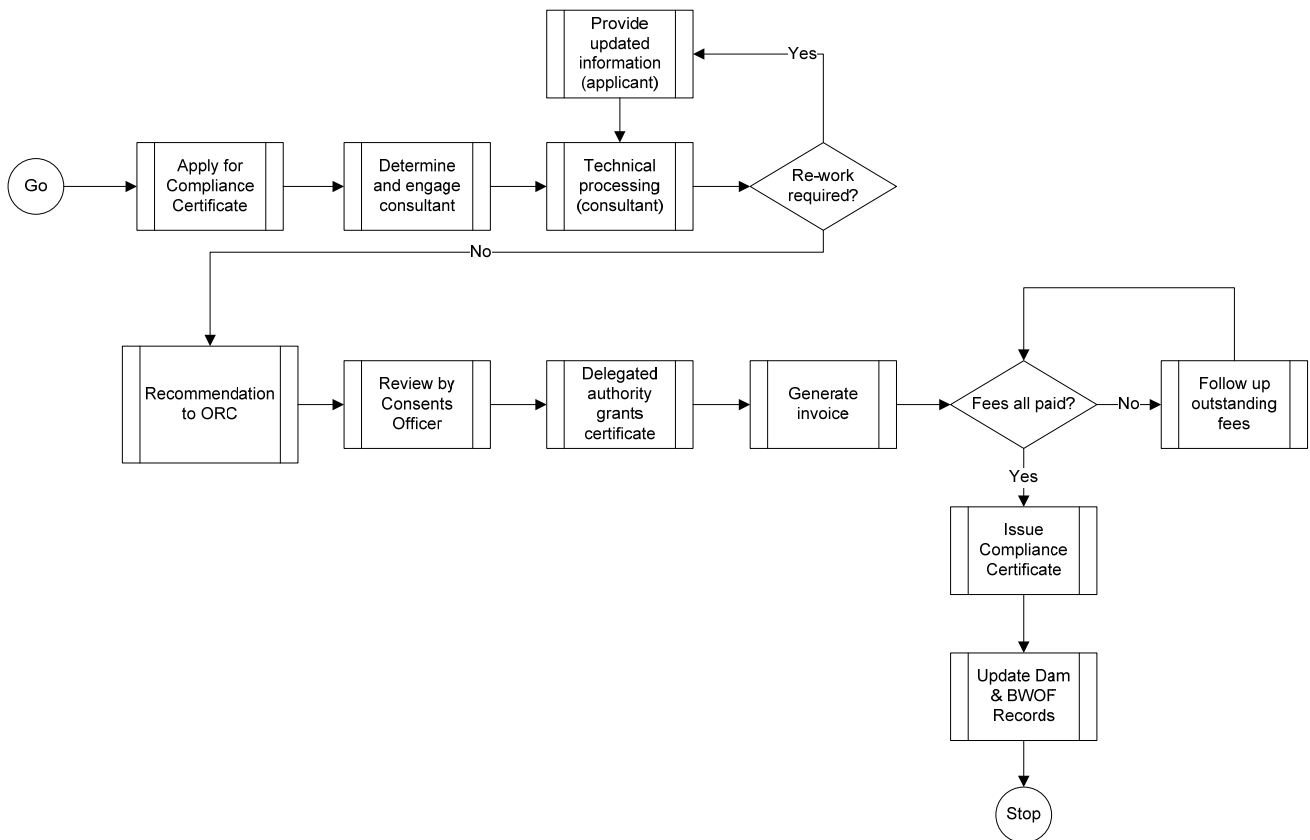 Provide
updated
information
(applicant)
Yes
Go
Apply for
Compliance
Certificate
Determine
and engage
consultant
Technical
processing
(consultant)
Re-work
required?
No
Recommendation
to ORC
Review by
Consents
Officer
Delegated
authority
grants
certificate
Generate
invoice
Fees all paid?
No
Follow up
outstanding
fees
Yes
Issue
Compliance
Certificate
Update Dam
& BWOF
Records
Stop